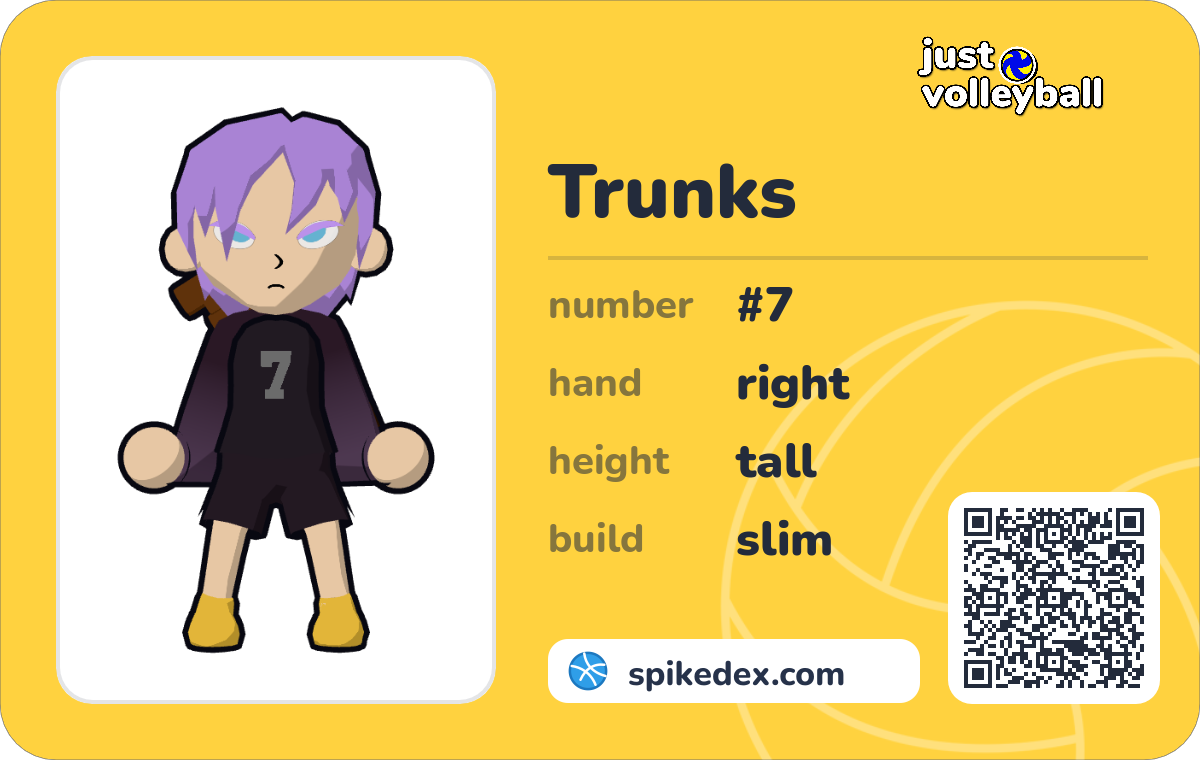 just
volleyball
Trunks
number #7
hand right
height tall
build slim
7
spikedex.com